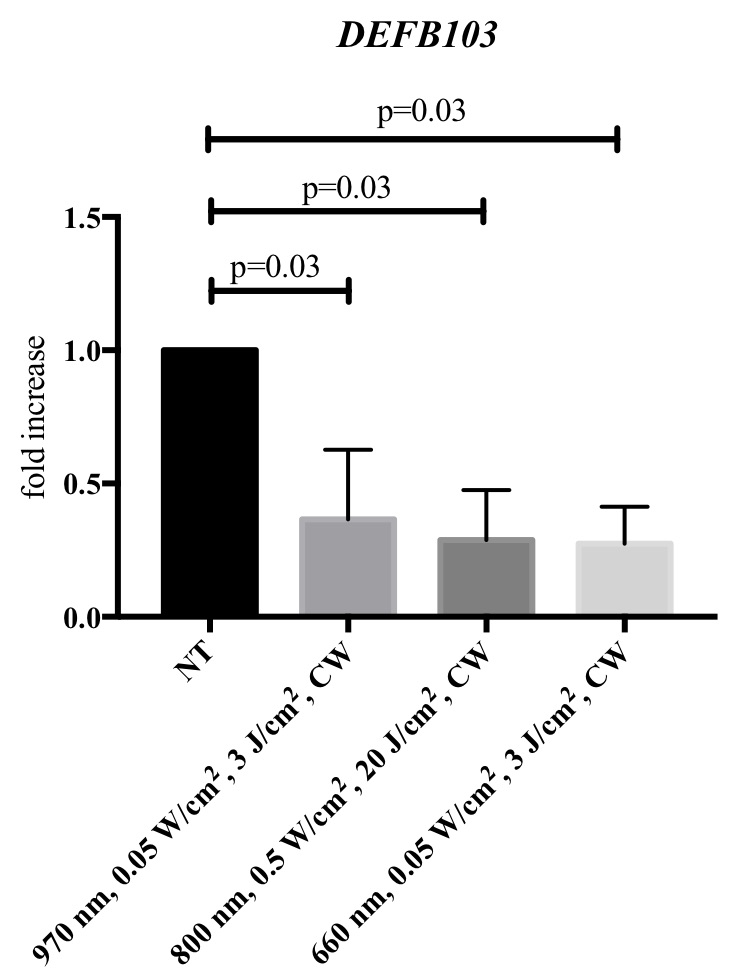 DEFB103
p=0.03
p=0.03
p=0.03
fold increase
1.5
1.0
0.5
0.0
NT
970 nm, 0.05 W/cm², 3 J/cm², CW
800 nm, 0.5 W/cm², 20 J/cm², CW
660 nm, 0.05 W/cm², 3 J/cm², CW